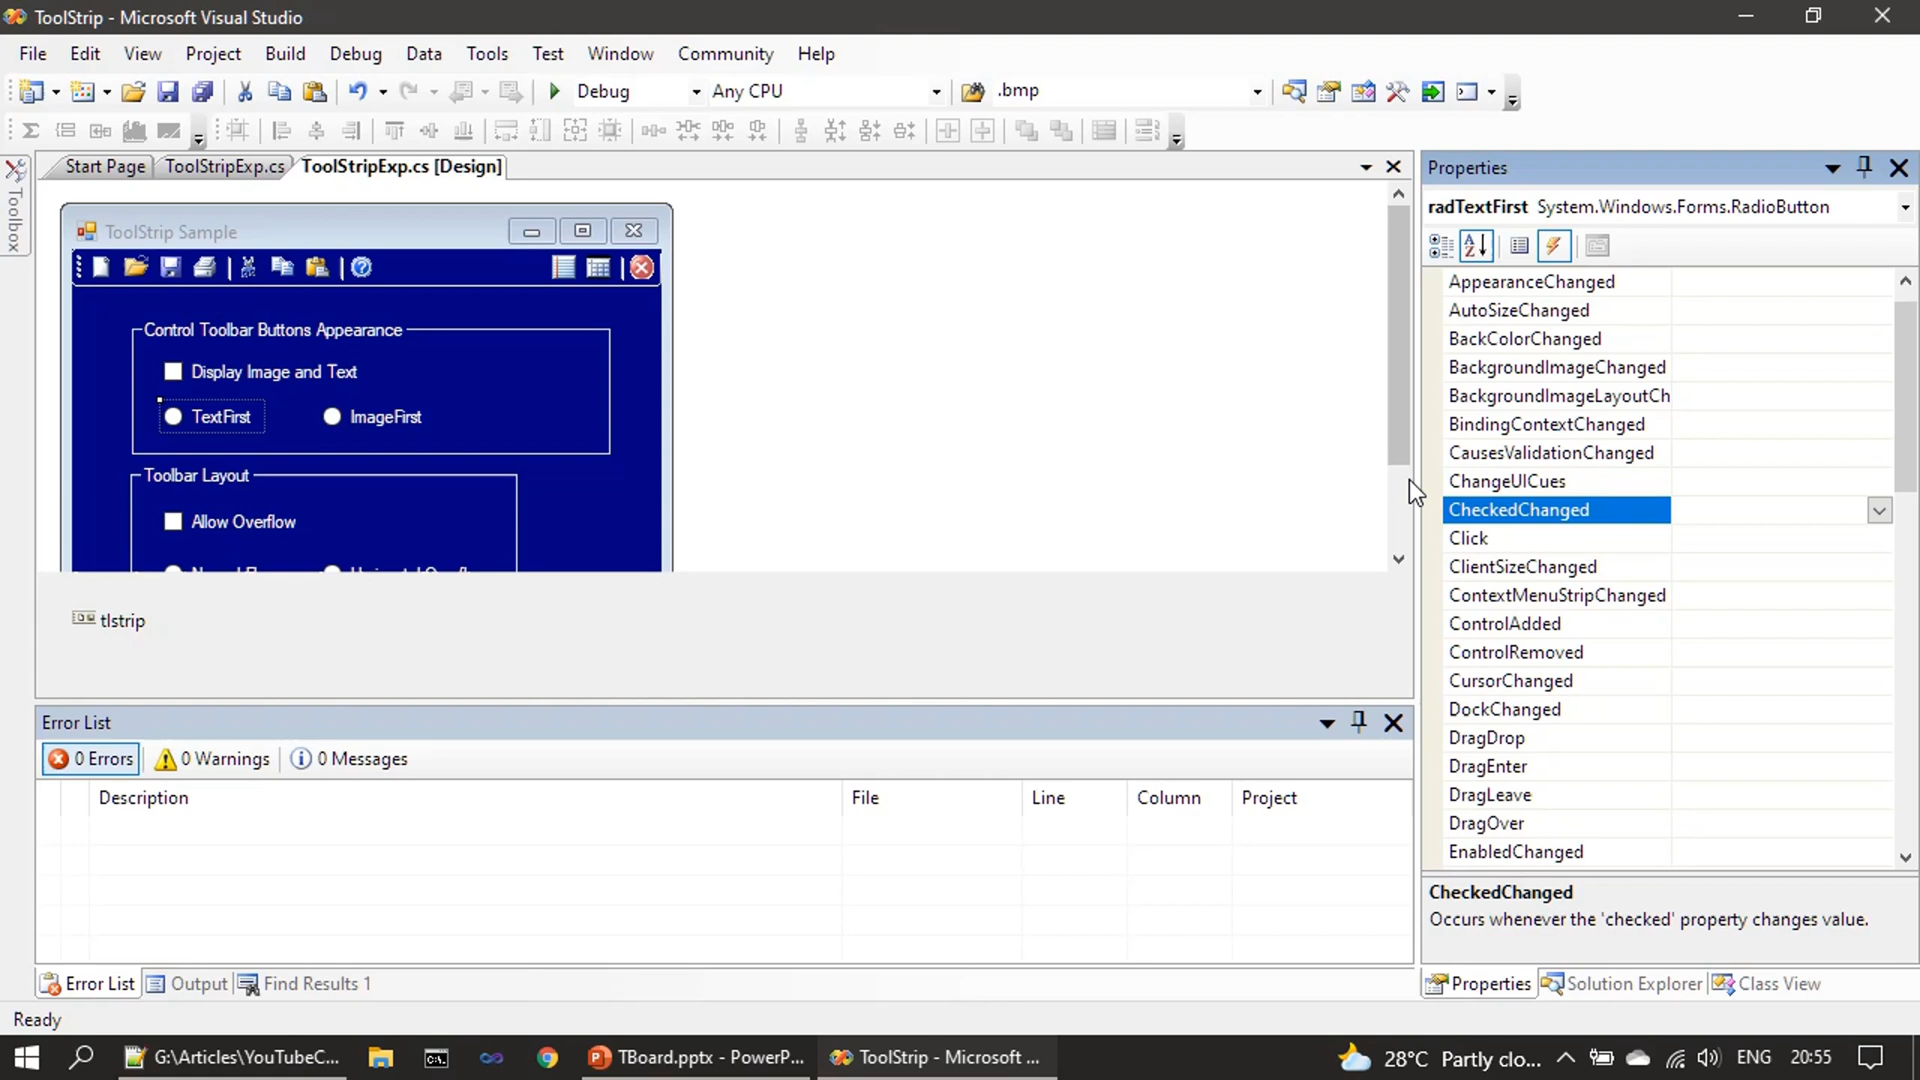 ToolStrip - Microsoft Visual Studio
File Edit View Project Build Debug Data Tools Test Window Community Help
Debug Any CPU .bmp
Toolbox
Start Page ToolStripExp.cs ToolStripExp.cs [Design]
ToolStrip Sample
Control Toolbar Buttons Appearance
Display Image and Text
TextFirst ImageFirst
Toolbar Layout
Allow Overflow
tlstrip
Error List
0 Errors 0 Warnings 0 Messages
Description File Line Column Project
Error List Output Find Results 1
Properties
radTextFirst System.Windows.Forms.RadioButton
AppearanceChanged
AutoSizeChanged
BackColorChanged
BackgroundImageChanged
BackgroundImageLayoutCh
BindingContextChanged
CausesValidationChanged
ChangeUICues
CheckedChanged
Click
ClientSizeChanged
ContextMenuStripChanged
ControlAdded
ControlRemoved
CursorChanged
DockChanged
DragDrop
DragEnter
DragLeave
DragOver
EnabledChanged
CheckedChanged
Occurs whenever the 'checked' property changes value.
Properties Solution Explorer Class View
Ready
G:\Articles\YouTubeC... TBoard.pptx - PowerP... ToolStrip - Microsoft ... 28°C Partly clo... ENG 20:55